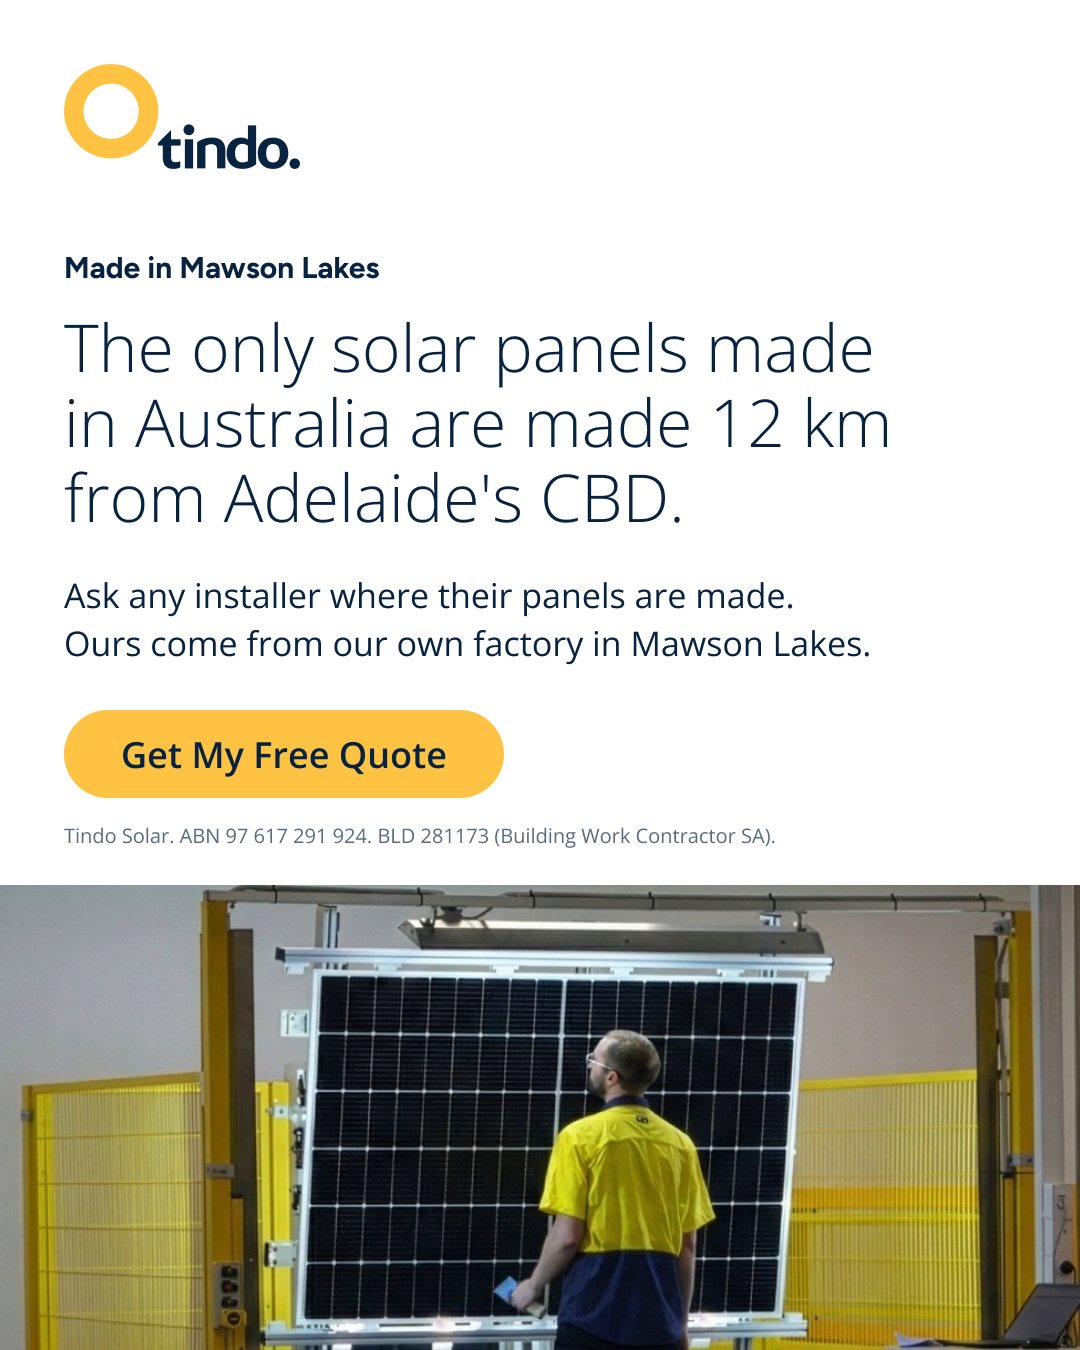 tindo.
Made in Mawson Lakes
The only solar panels made
in Australia are made 12 km
from Adelaide's CBD.
Ask any installer where their panels are made.
Ours come from our own factory in Mawson Lakes.
Get My Free Quote
Tindo Solar. ABN 97 617 291 924. BLD 281173 (Building Work Contractor SA).